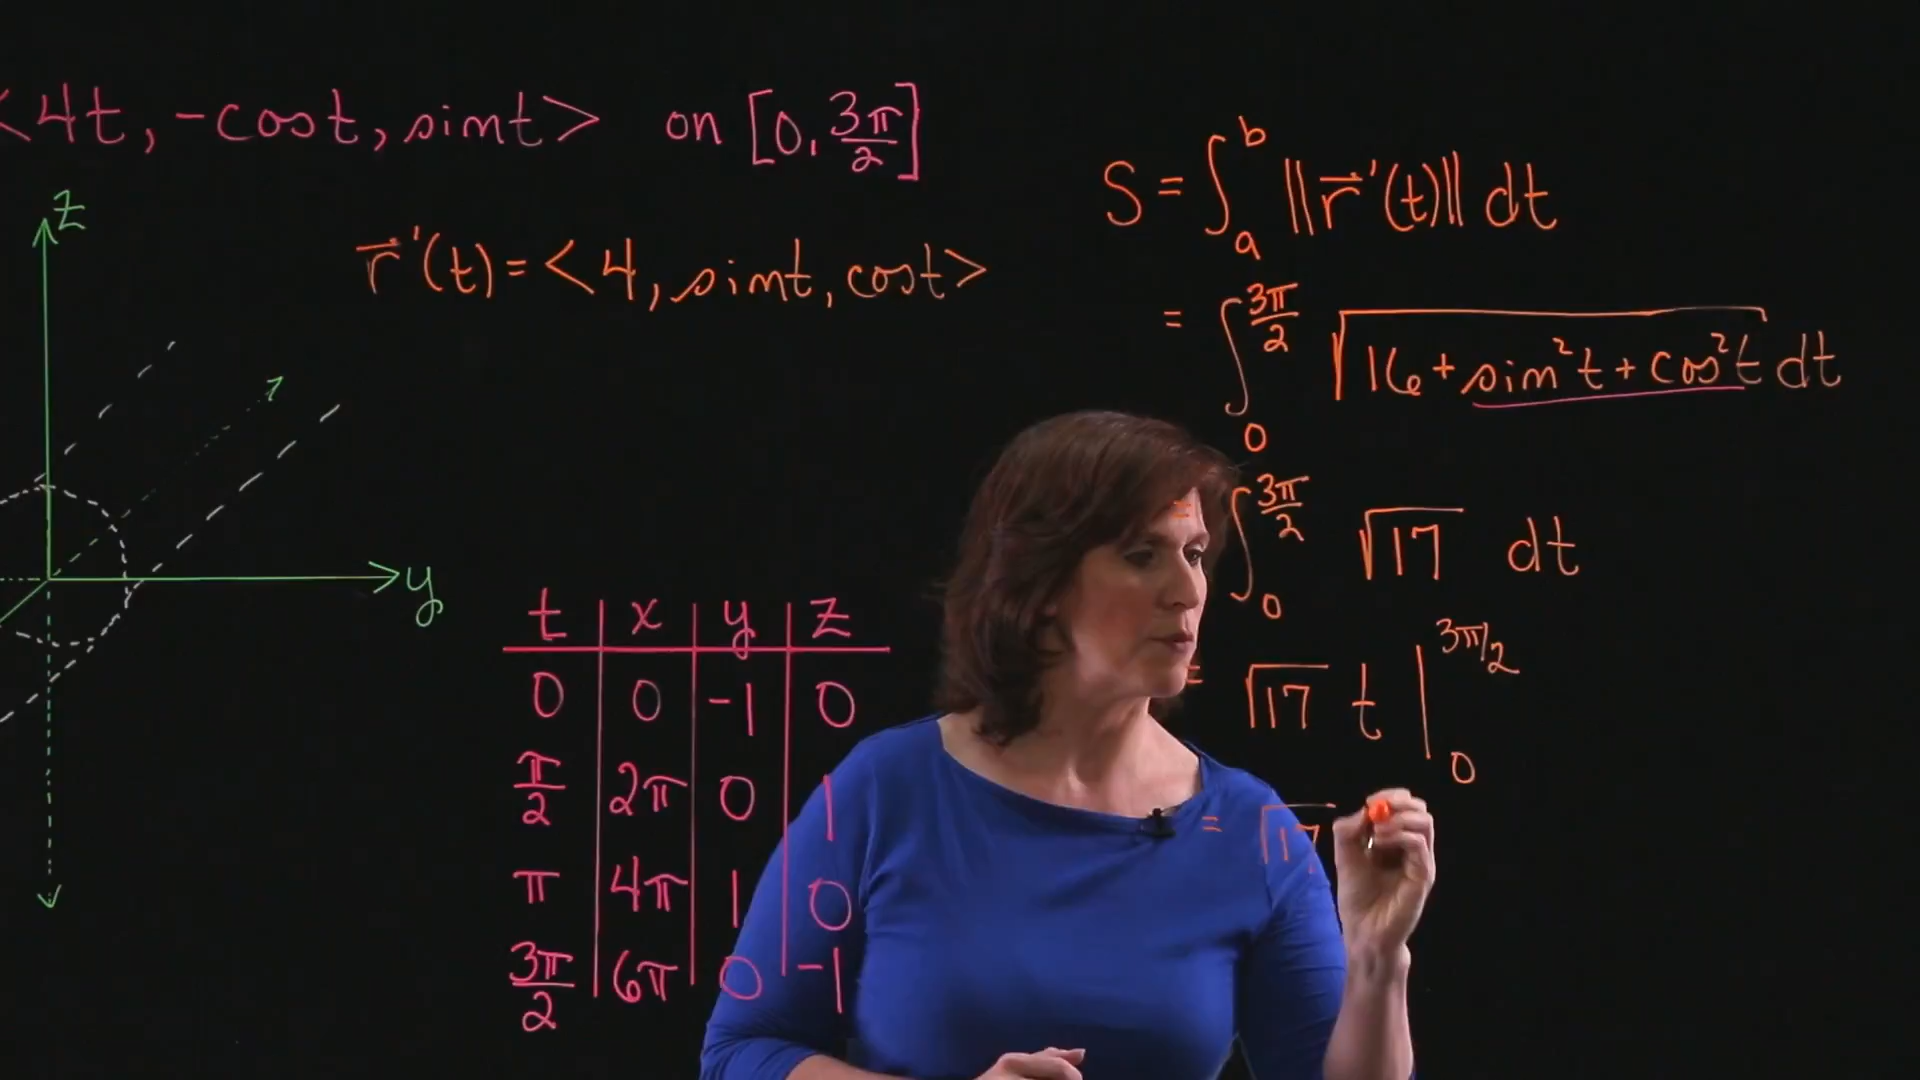 <4t, -cost, sint> on [0, 3π/2]
r⃗'(t) = <4, sint, cost>
z
y
t x y z
0 0 -1 0
π/2 2π 0 1
π 4π 1 0
3π/2 6π 0 -1
S = ∫_a^b ||r⃗'(t)|| dt
= ∫_0^{3π/2} √(16 + sin²t + cos²t) dt
= ∫_0^{3π/2} √17 dt
= √17 t |_0^{3π/2}
= √17